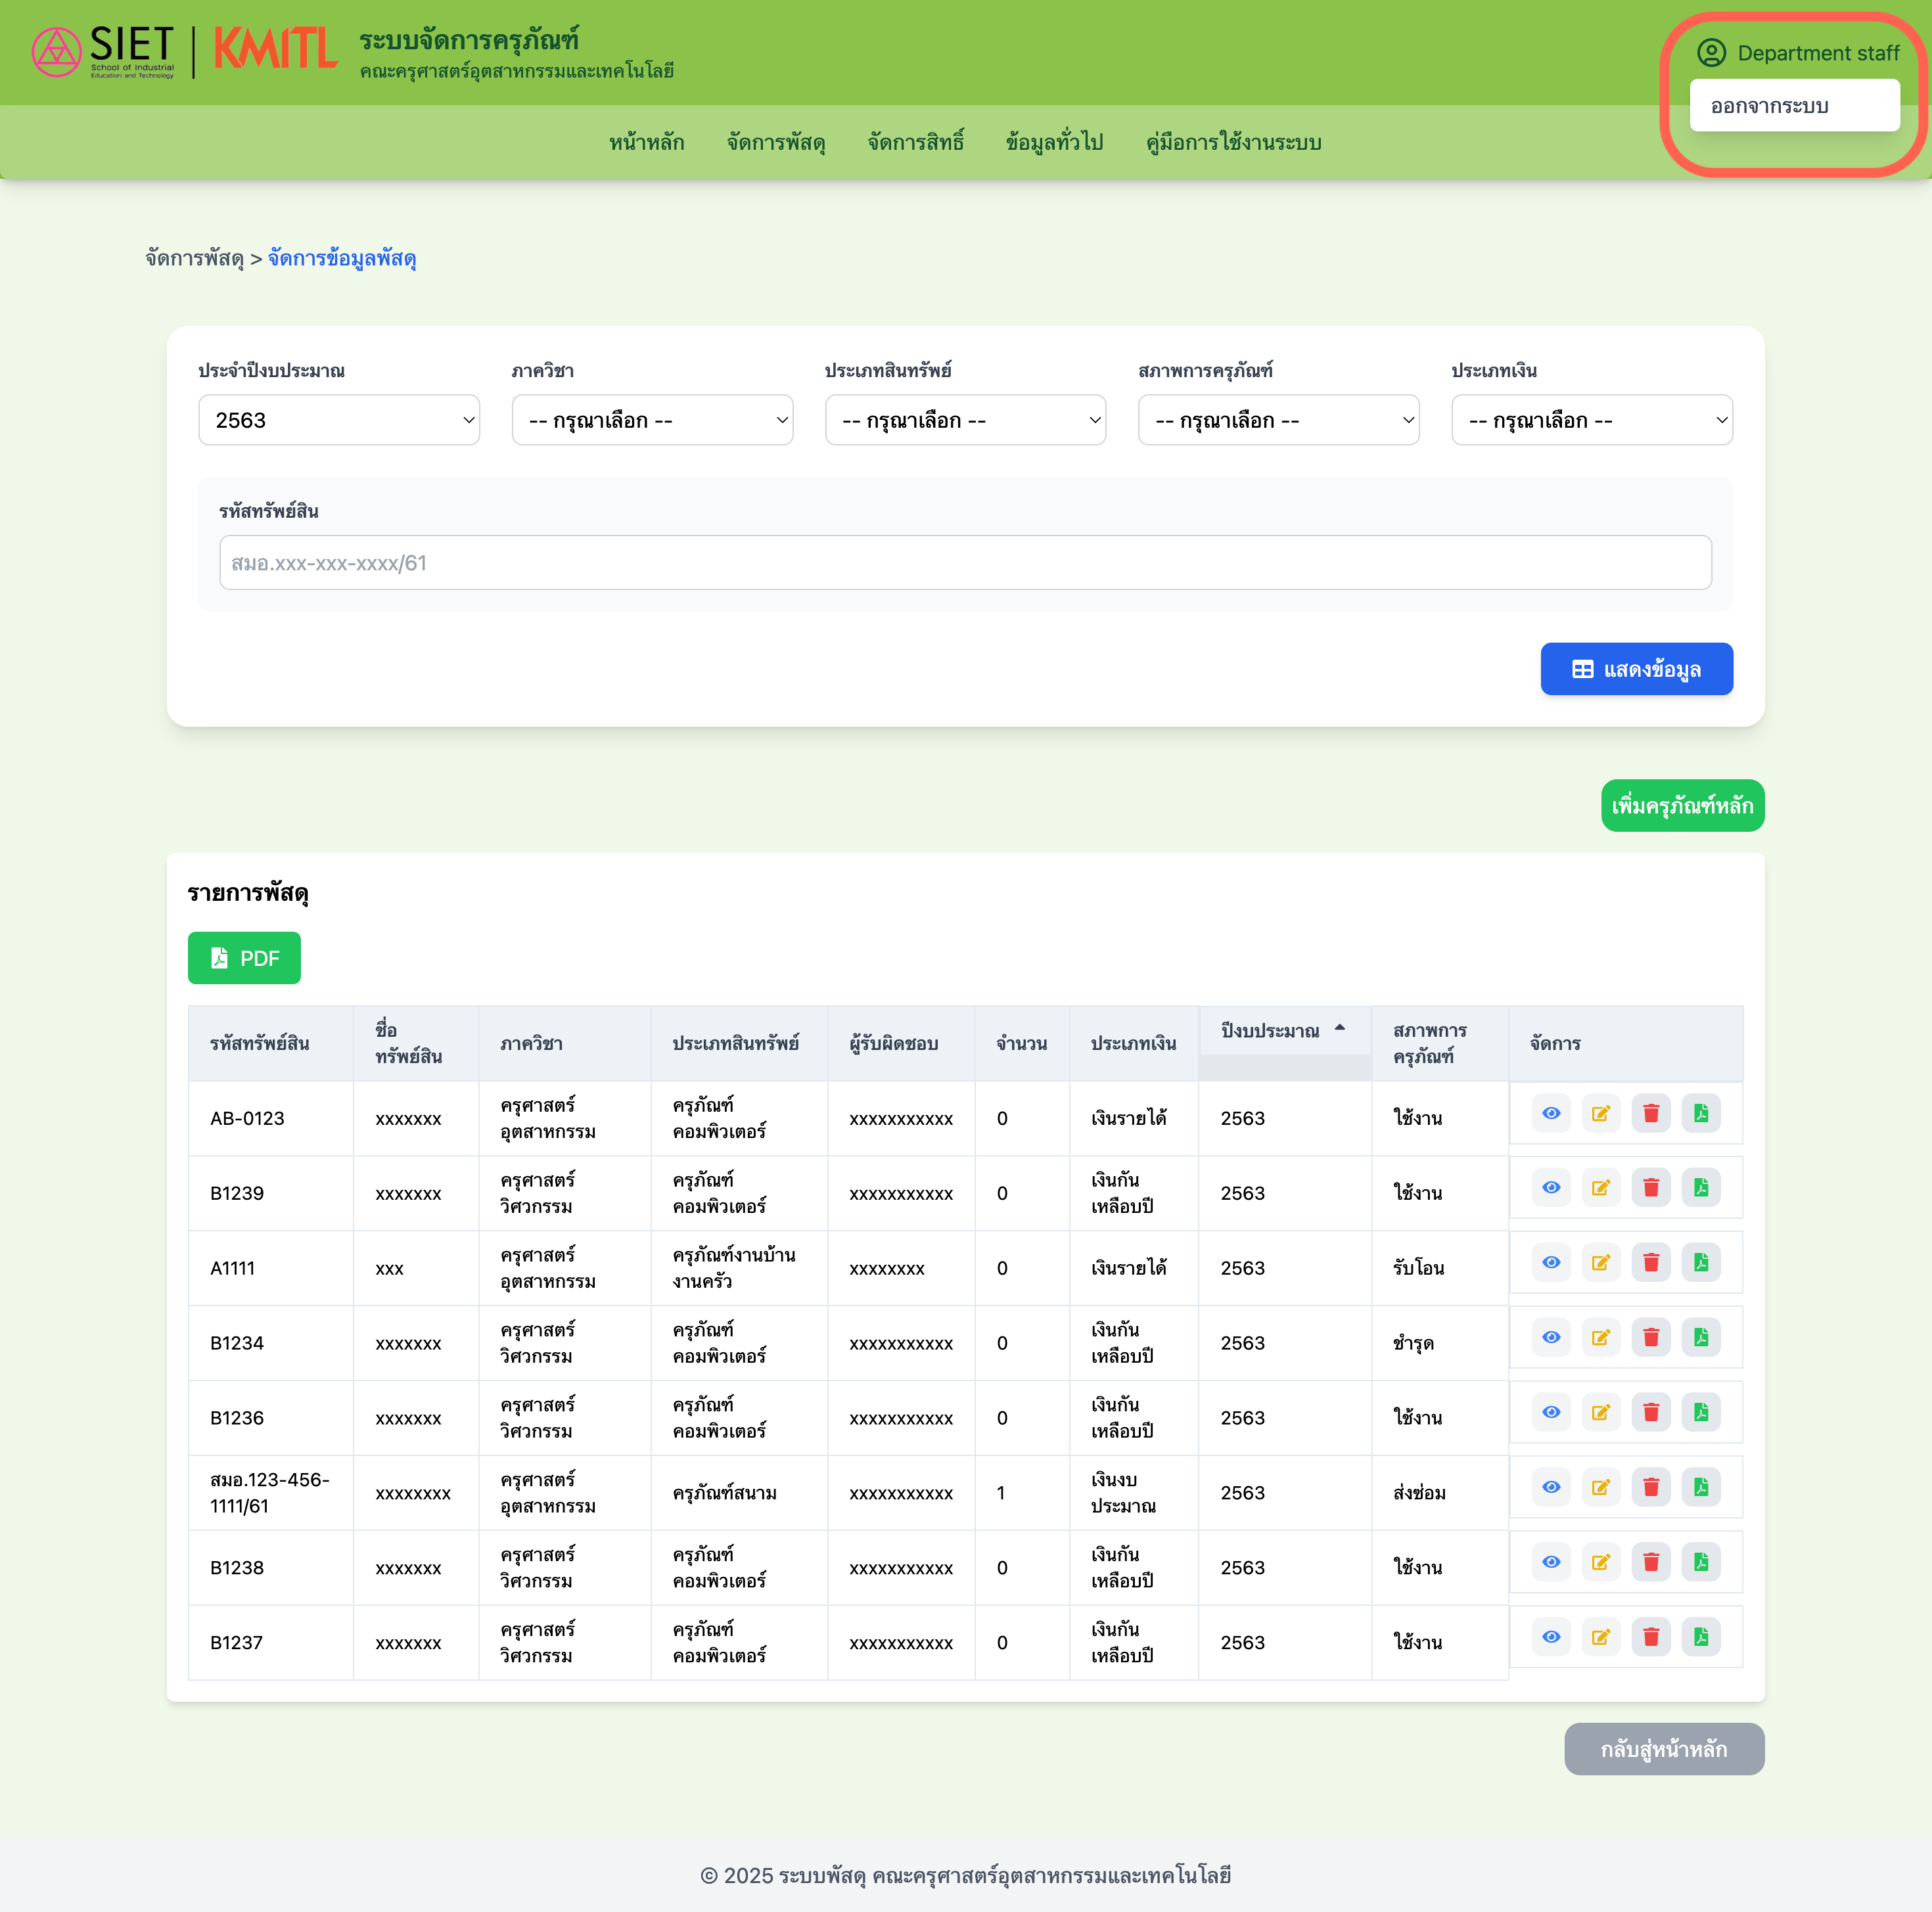 SIET
School of Industrial
Education and Technology
KMITL
ระบบจัดการครุภัณฑ์
คณะครุศาสตร์อุตสาหกรรมและเทคโนโลยี
Department staff
ออกจากระบบ
หน้าหลัก จัดการพัสดุ จัดการสิทธิ์ ข้อมูลทั่วไป คู่มือการใช้งานระบบ
จัดการพัสดุ > จัดการข้อมูลพัสดุ
ประจำปีงบประมาณ ภาควิชา ประเภทสินทรัพย์ สภาพการครุภัณฑ์ ประเภทเงิน
2563 -- กรุณาเลือก -- -- กรุณาเลือก -- -- กรุณาเลือก -- -- กรุณาเลือก --
รหัสทรัพย์สิน
สมอ.xxx-xxx-xxxx/61
แสดงข้อมูล
เพิ่มครุภัณฑ์หลัก
รายการพัสดุ
PDF
รหัสทรัพย์สิน ชื่อทรัพย์สิน ภาควิชา ประเภทสินทรัพย์ ผู้รับผิดชอบ จำนวน ประเภทเงิน ปีงบประมาณ สภาพการครุภัณฑ์ จัดการ
AB-0123 xxxxxxx ครุศาสตร์อุตสาหกรรม ครุภัณฑ์คอมพิวเตอร์ xxxxxxxxxxx 0 เงินรายได้ 2563 ใช้งาน
B1239 xxxxxxx ครุศาสตร์วิศวกรรม ครุภัณฑ์คอมพิวเตอร์ xxxxxxxxxxx 0 เงินกันเหลือบปี 2563 ใช้งาน
A1111 xxx ครุศาสตร์อุตสาหกรรม ครุภัณฑ์งานบ้านงานครัว xxxxxxxx 0 เงินรายได้ 2563 รับโอน
B1234 xxxxxxx ครุศาสตร์วิศวกรรม ครุภัณฑ์คอมพิวเตอร์ xxxxxxxxxxx 0 เงินกันเหลือบปี 2563 ชำรุด
B1236 xxxxxxx ครุศาสตร์วิศวกรรม ครุภัณฑ์คอมพิวเตอร์ xxxxxxxxxxx 0 เงินกันเหลือบปี 2563 ใช้งาน
สมอ.123-456-1111/61 xxxxxxxx ครุศาสตร์อุตสาหกรรม ครุภัณฑ์สนาม xxxxxxxxxxx 1 เงินงบประมาณ 2563 ส่งซ่อม
B1238 xxxxxxx ครุศาสตร์วิศวกรรม ครุภัณฑ์คอมพิวเตอร์ xxxxxxxxxxx 0 เงินกันเหลือบปี 2563 ใช้งาน
B1237 xxxxxxx ครุศาสตร์วิศวกรรม ครุภัณฑ์คอมพิวเตอร์ xxxxxxxxxxx 0 เงินกันเหลือบปี 2563 ใช้งาน
กลับสู่หน้าหลัก
© 2025 ระบบพัสดุ คณะครุศาสตร์อุตสาหกรรมและเทคโนโลยี